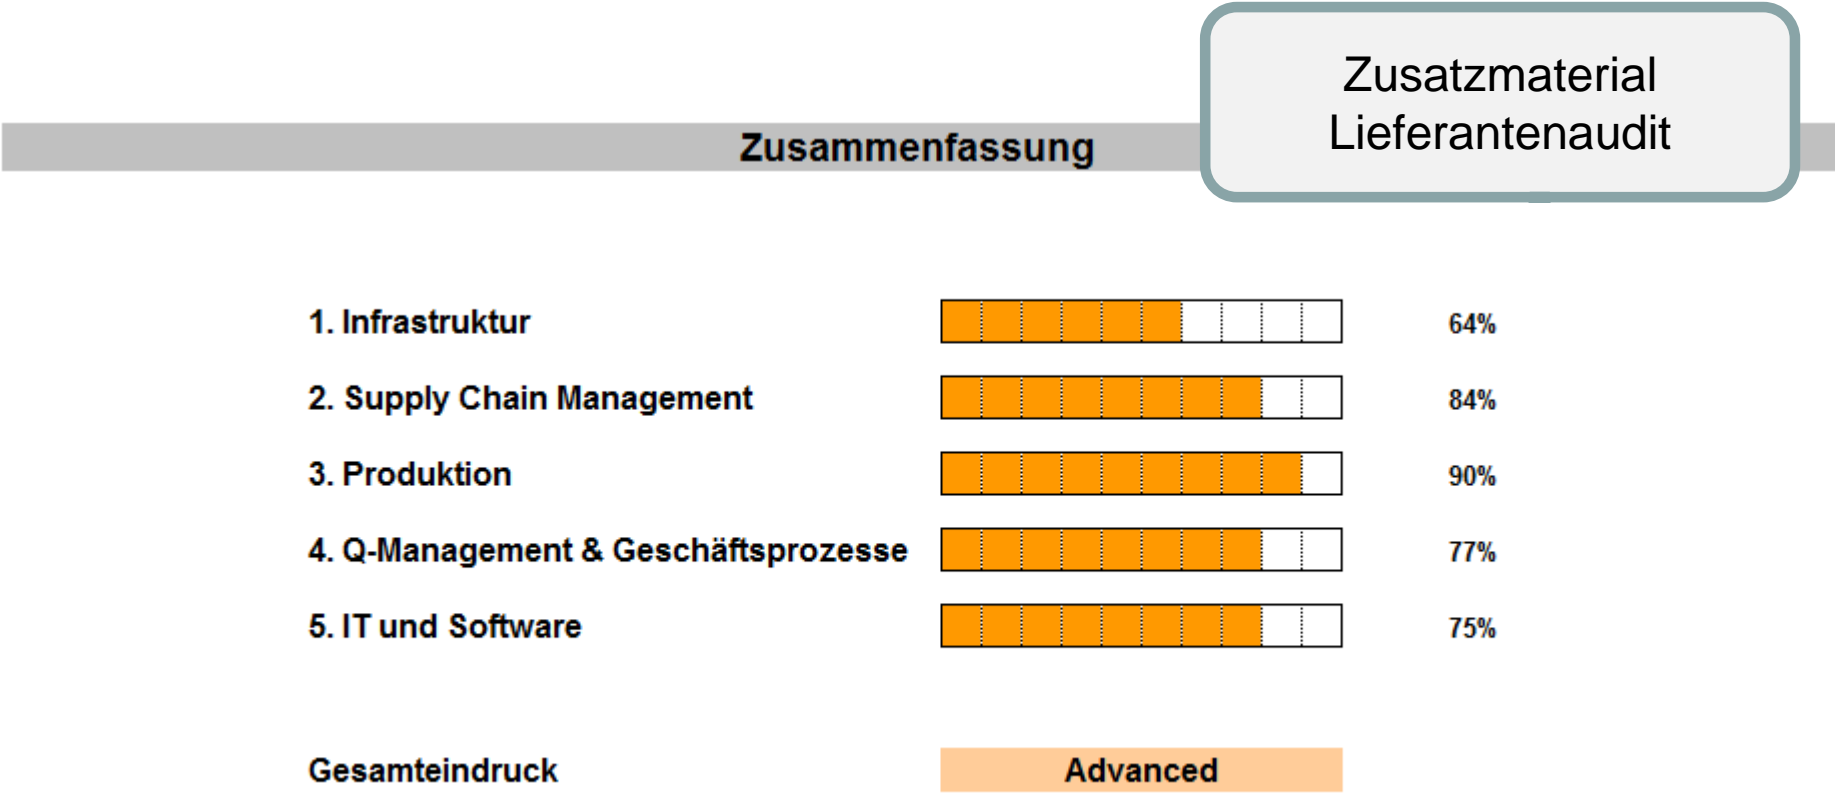 Zusatzmaterial
Lieferantenaudit
Zusammenfassung
1. Infrastruktur 64%
2. Supply Chain Management 84%
3. Produktion 90%
4. Q-Management & Geschäftsprozesse 77%
5. IT und Software 75%
Gesamteindruck Advanced